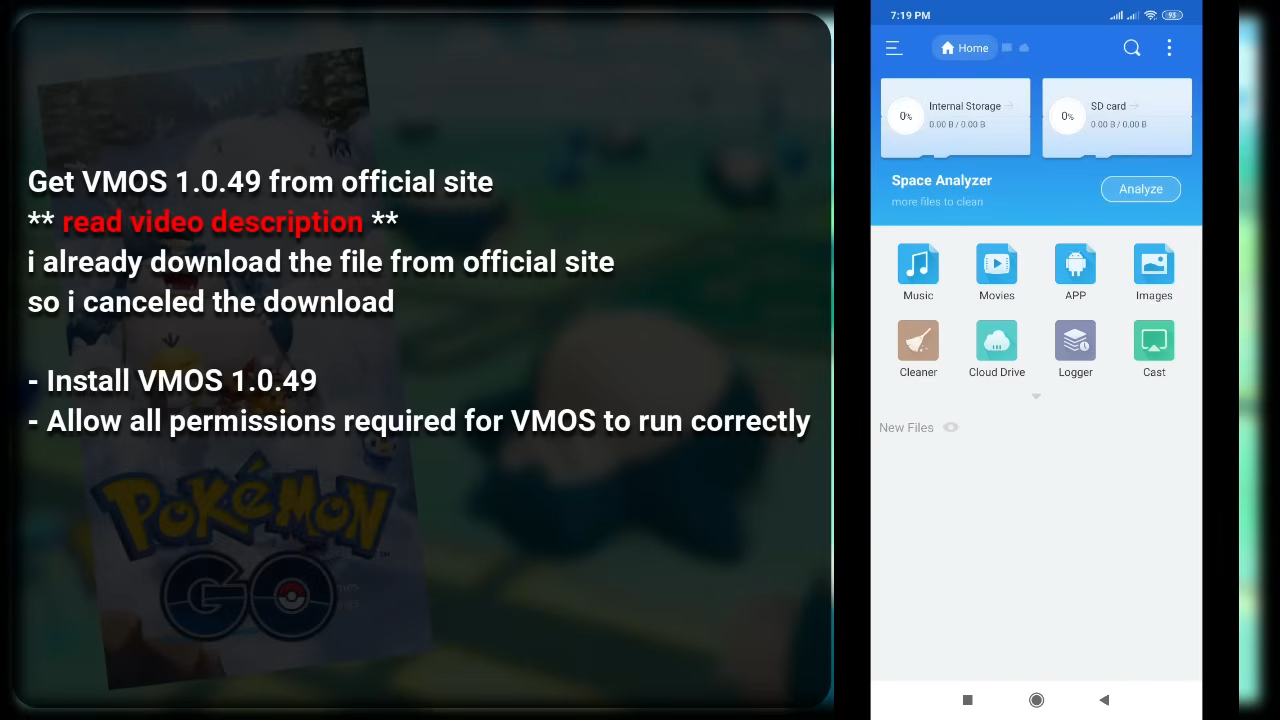 Get VMOS 1.0.49 from official site
** read video description **
i already download the file from official site
so i canceled the download
- Install VMOS 1.0.49
- Allow all permissions required for VMOS to run correctly
POKÉMON
GO
7:19 PM
93
Home
Internal Storage
0%
0.00 B / 0.00 B
SD card
0%
0.00 B / 0.00 B
Space Analyzer
more files to clean
Analyze
Music
Movies
APP
Images
Cleaner
Cloud Drive
Logger
Cast
New Files